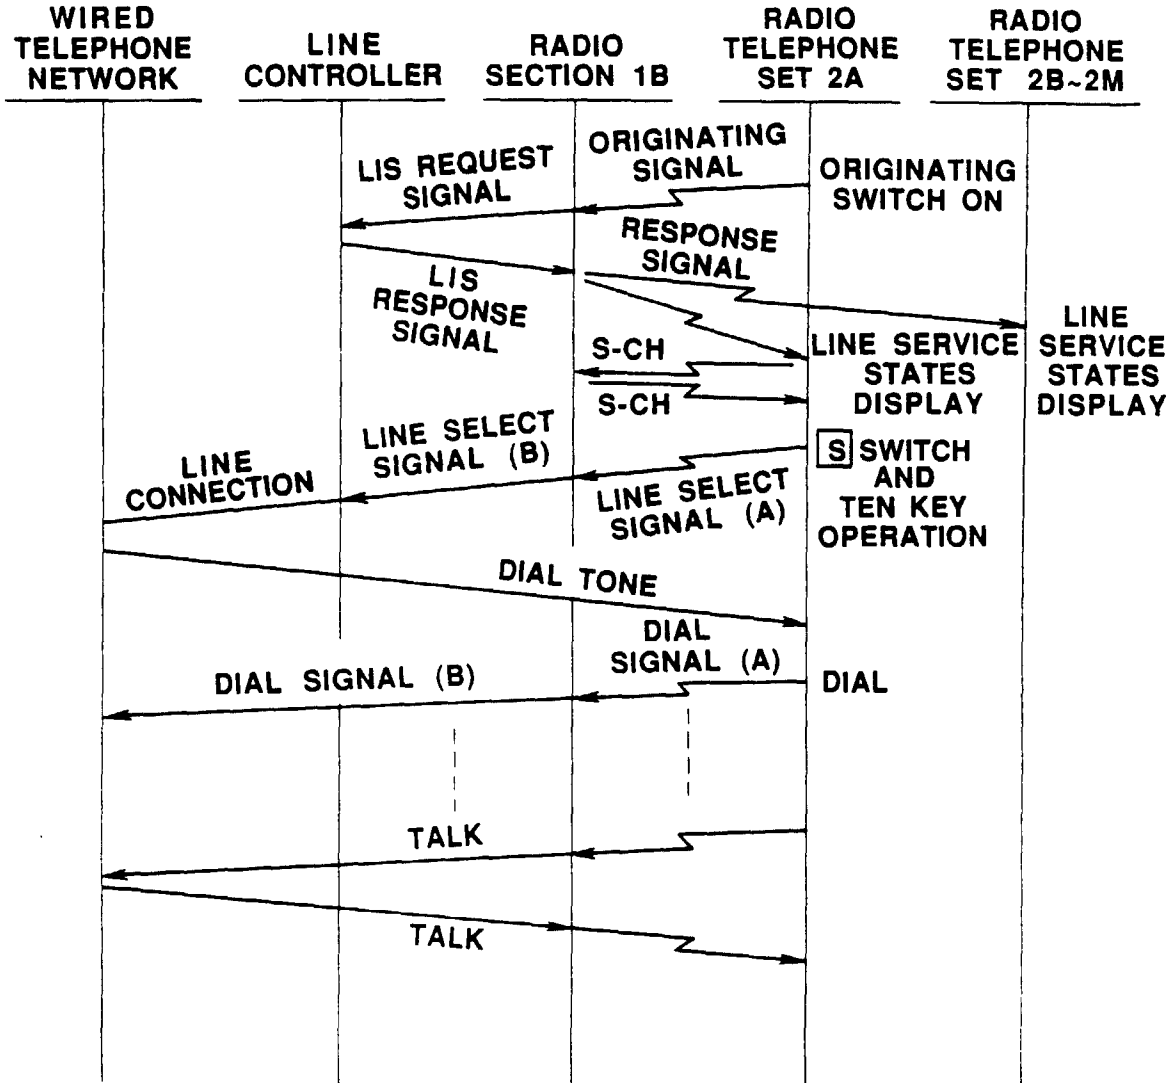 WIRED
TELEPHONE
NETWORK
LINE
CONTROLLER
RADIO
SECTION 1B
RADIO
TELEPHONE
SET 2A
RADIO
TELEPHONE
SET 2B~2M
LIS REQUEST
SIGNAL
ORIGINATING
SIGNAL
ORIGINATING
SWITCH ON
RESPONSE
SIGNAL
LIS
RESPONSE
SIGNAL
S-CH
S-CH
LINE SERVICE
STATES
DISPLAY
LINE
SERVICE
STATES
DISPLAY
LINE SELECT
SIGNAL (B)
LINE
CONNECTION
LINE SELECT
SIGNAL (A)
S SWITCH
AND
TEN KEY
OPERATION
DIAL TONE
DIAL
SIGNAL (A)
DIAL SIGNAL (B)
DIAL
TALK
TALK